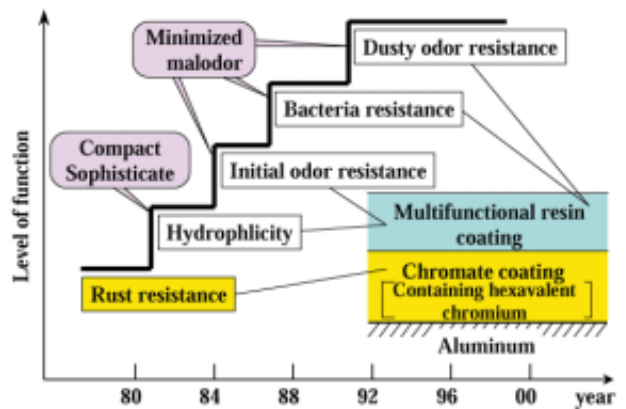 Level of function
Minimized
malodor
Dusty odor resistance
Bacteria resistance
Compact
Sophisticate
Initial odor resistance
Hydrophlicity
Multifunctional resin
coating
Rust resistance
Chromate coating
[Containing hexavalent
chromium]
Aluminum
80 84 88 92 96 00 year